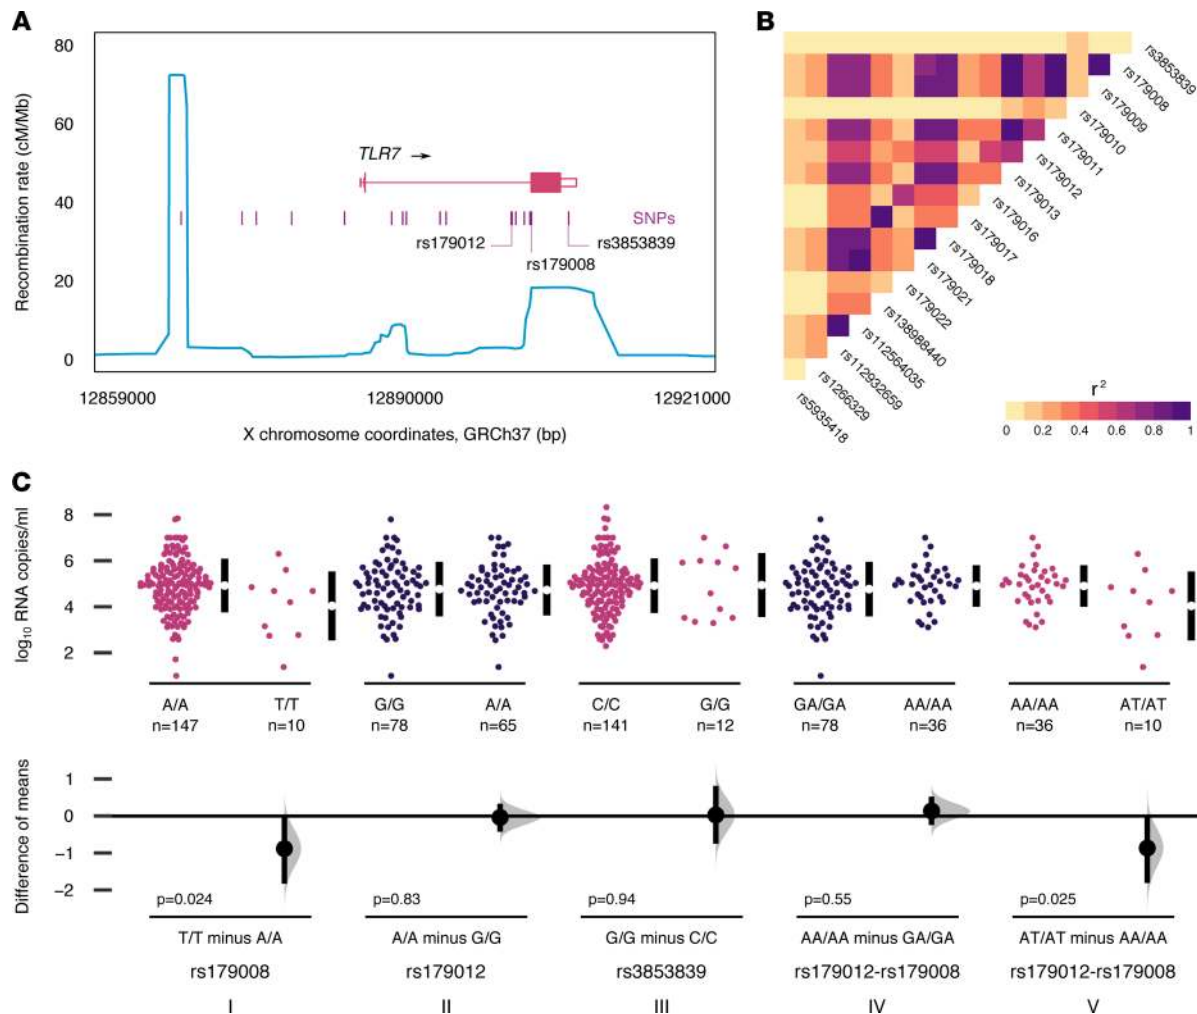 A
80
60
40
20
0
Recombination rate (cM/Mb)
TLR7
SNPs
rs179012
rs3853839
rs179008
12859000
12890000
12921000
X chromosome coordinates, GRCh37 (bp)
B
rs3853839
rs179008
rs179009
rs179010
rs179011
rs179012
rs179013
rs179016
rs179017
rs179018
rs179021
rs179022
rs138988440
rs112564035
rs112932659
rs1266329
rs5935418
r²
0 0.2 0.4 0.6 0.8 1
C
log₁₀ RNA copies/ml
8
6
4
2
A/A T/T G/G A/A C/C G/G GA/GA AA/AA AA/AA AT/AT
n=147 n=10 n=78 n=65 n=141 n=12 n=78 n=36 n=36 n=10
Difference of means
1
0
−1
−2
p=0.024 p=0.83 p=0.94 p=0.55 p=0.025
T/T minus A/A A/A minus G/G G/G minus C/C AA/AA minus GA/GA AT/AT minus AA/AA
rs179008 rs179012 rs3853839 rs179012-rs179008 rs179012-rs179008
I II III IV V